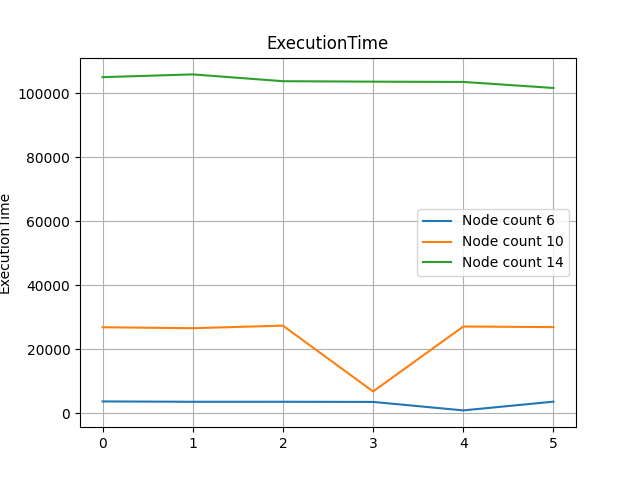 ExecutionTime
ExecutionTime
100000
80000
60000
40000
20000
0
Node count 6
Node count 10
Node count 14
0 1 2 3 4 5